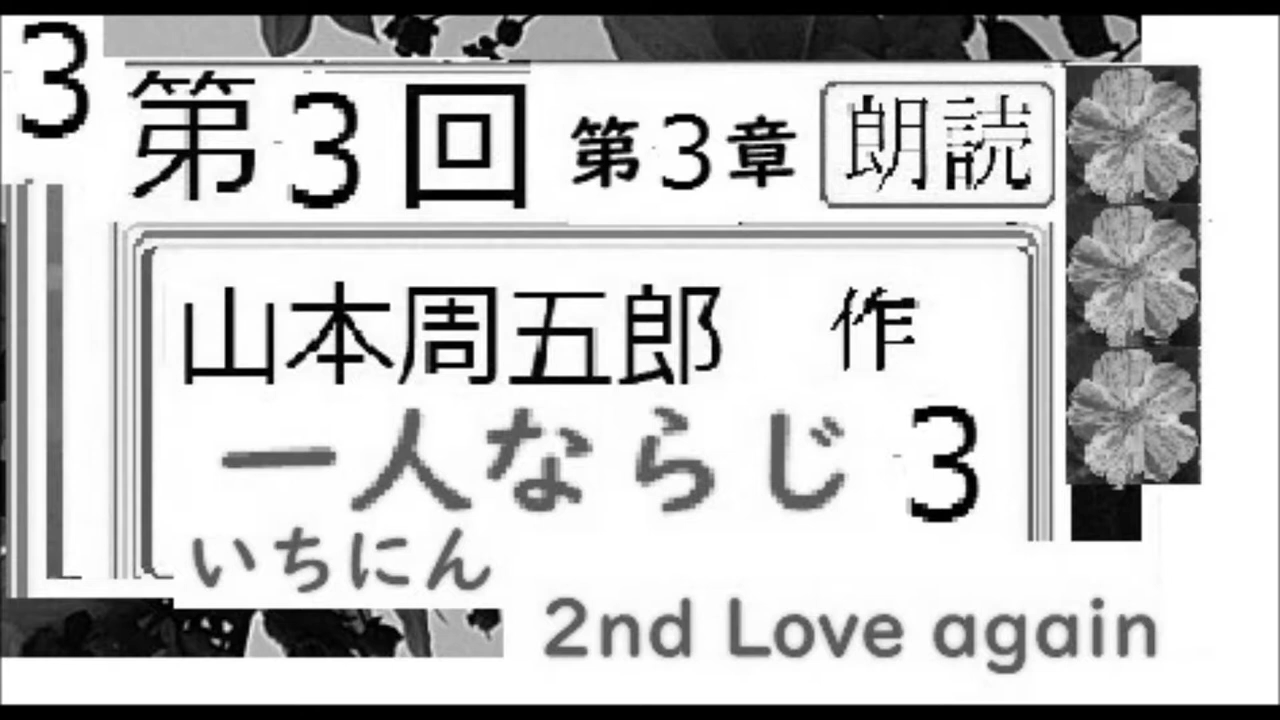 3
第3回 第3章 朗読
山本周五郎 作
一人ならじ 3
いちにん
2nd Love again